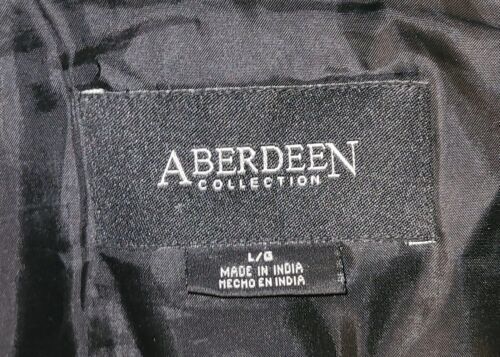 ABERDEEN
COLLECTION
L/G
MADE IN INDIA
HECHO EN INDIA